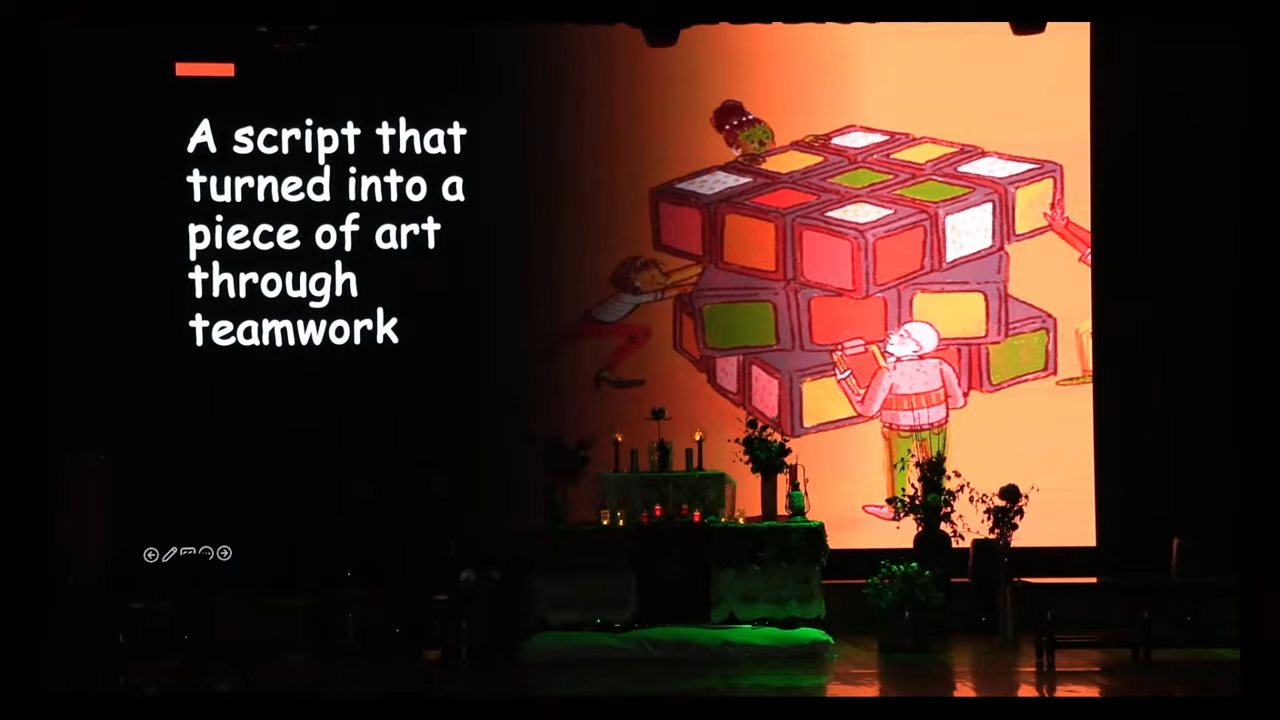 A script that
turned into a
piece of art
through
teamwork